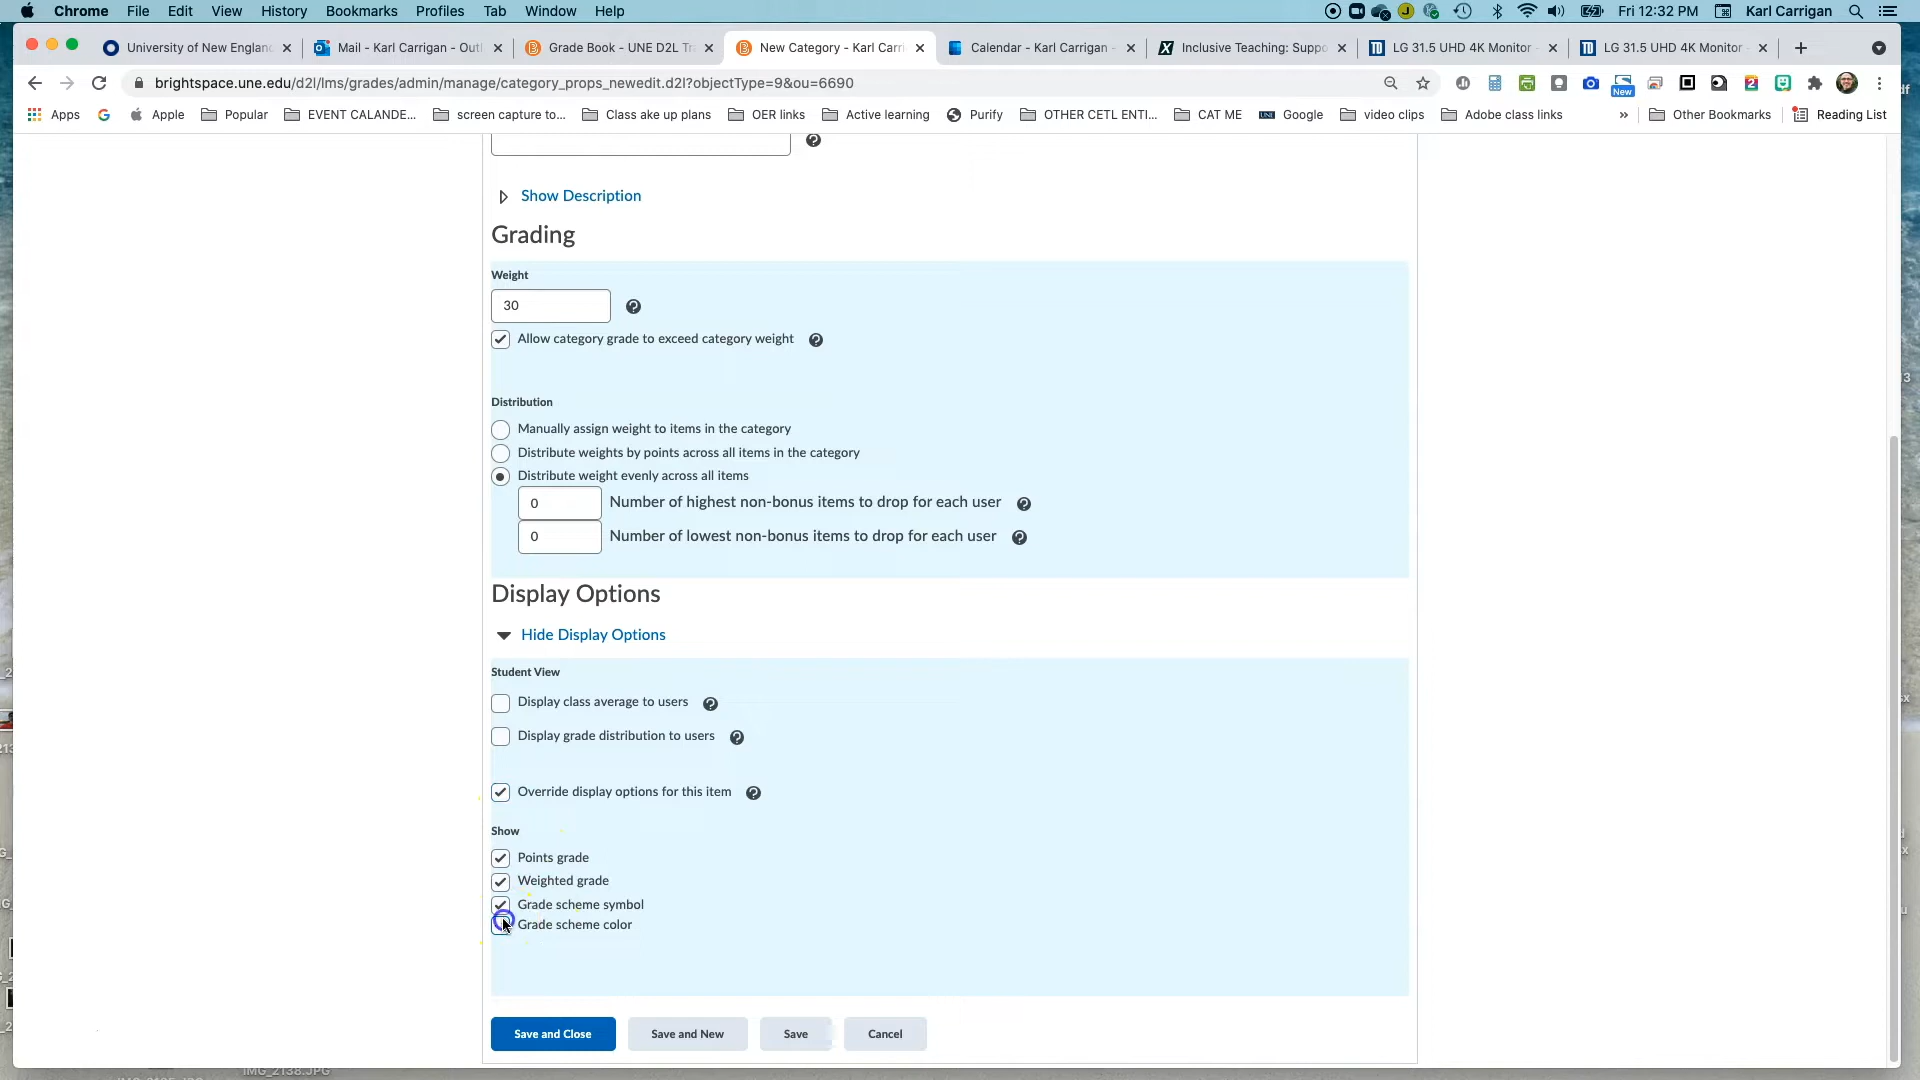 Chrome File Edit View History Bookmarks Profiles Tab Window Help Fri 12:32 PM Karl Carrigan
University of New England Mail - Karl Carrigan - Outl Grade Book - UNE D2L Tr New Category - Karl Carri Calendar - Karl Carrigan - Inclusive Teaching: Suppo LG 31.5 UHD 4K Monitor - LG 31.5 UHD 4K Monitor -
brightspace.une.edu/d2l/lms/grades/admin/manage/category_props_newedit.d2l?objectType=9&ou=6690
New
Apps Apple Popular EVENT CALANDE... screen capture to... Class ake up plans OER links Active learning Purify OTHER CETL ENTI... CAT ME Google video clips Adobe class links » Other Bookmarks Reading List
Show Description
Grading
Weight
30
Allow category grade to exceed category weight
Distribution
Manually assign weight to items in the category
Distribute weights by points across all items in the category
Distribute weight evenly across all items
0 Number of highest non-bonus items to drop for each user
0 Number of lowest non-bonus items to drop for each user
Display Options
Hide Display Options
Student View
Display class average to users
Display grade distribution to users
Override display options for this item
Show
Points grade
Weighted grade
Grade scheme symbol
Grade scheme color
Save and Close Save and New Save Cancel
IMG_2138.JPG